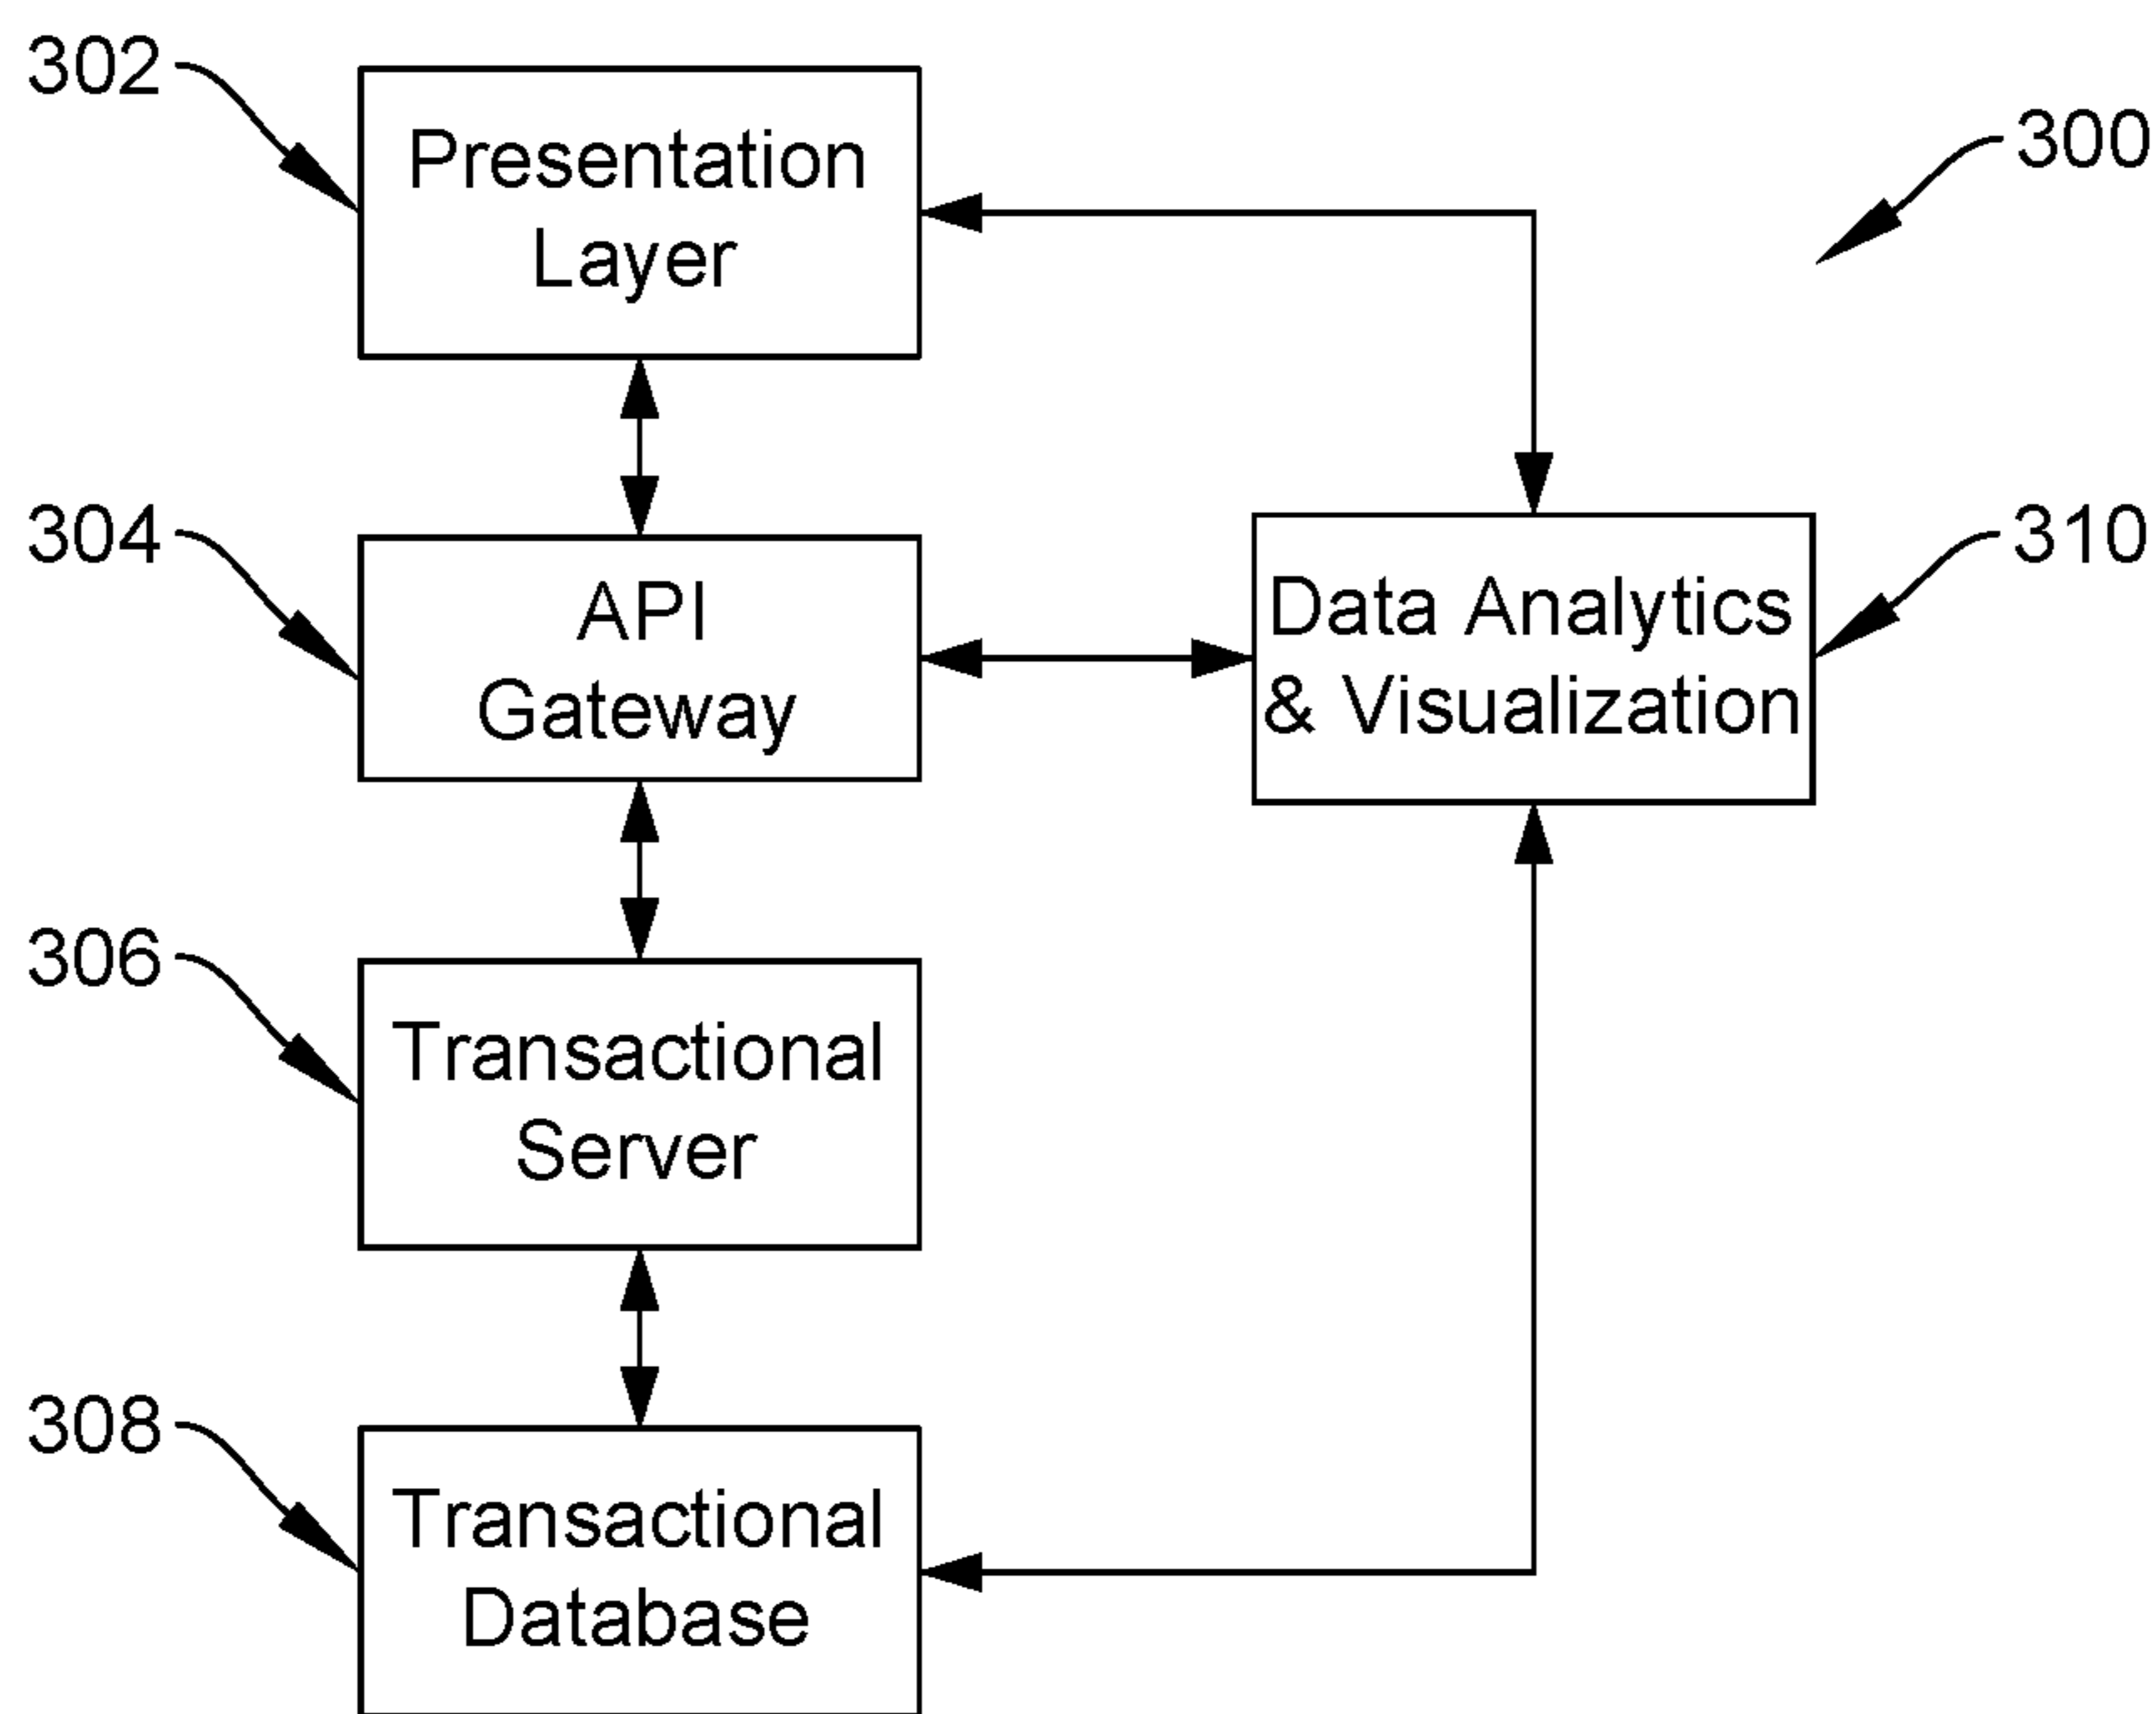 302
Presentation
Layer
300
304
API
Gateway
310
Data Analytics
& Visualization
306
Transactional
Server
308
Transactional
Database